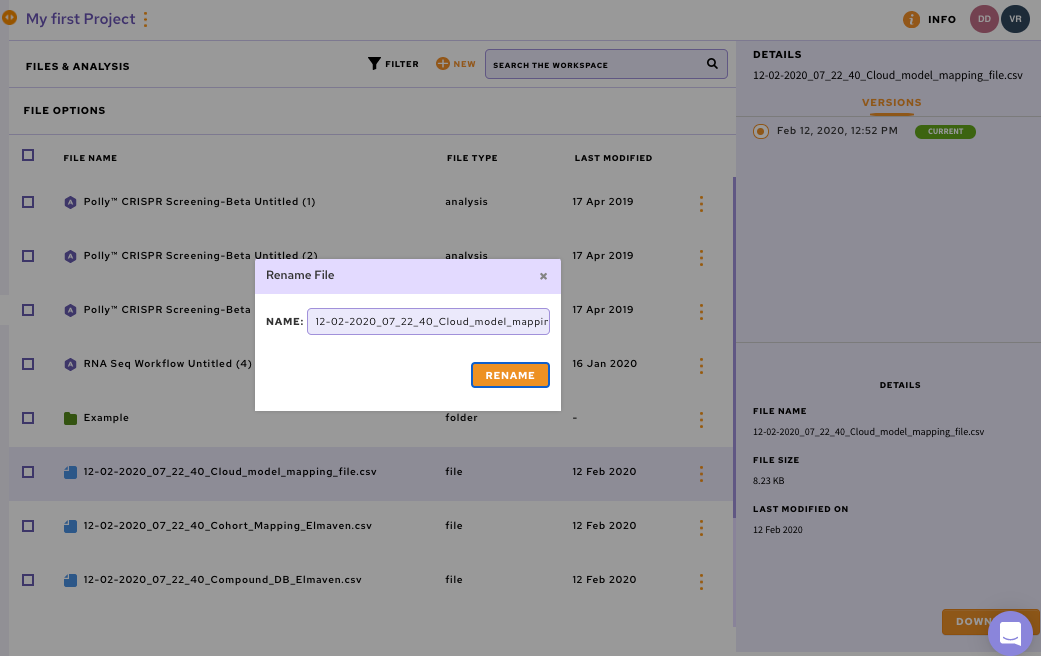 My first Project
INFO
DD
VR
FILES & ANALYSIS
FILTER
NEW
SEARCH THE WORKSPACE
FILE OPTIONS
FILE NAME FILE TYPE LAST MODIFIED
A Polly™ CRISPR Screening-Beta Untitled (1) analysis 17 Apr 2019
A Polly™ CRISPR Screening-Beta Untitled (2) analysis 17 Apr 2019
A Polly™ CRISPR Screening-Beta 17 Apr 2019
A RNA Seq Workflow Untitled (4) 16 Jan 2020
Example folder -
12-02-2020_07_22_40_Cloud_model_mapping_file.csv file 12 Feb 2020
12-02-2020_07_22_40_Cohort_Mapping_Elmaven.csv file 12 Feb 2020
12-02-2020_07_22_40_Compound_DB_Elmaven.csv file 12 Feb 2020
Rename File ×
NAME: 12-02-2020_07_22_40_Cloud_model_mappin
RENAME
DETAILS
12-02-2020_07_22_40_Cloud_model_mapping_file.csv
VERSIONS
Feb 12, 2020, 12:52 PM CURRENT
DETAILS
FILE NAME
12-02-2020_07_22_40_Cloud_model_mapping_file.csv
FILE SIZE
8.23 KB
LAST MODIFIED ON
12 Feb 2020
DOWN